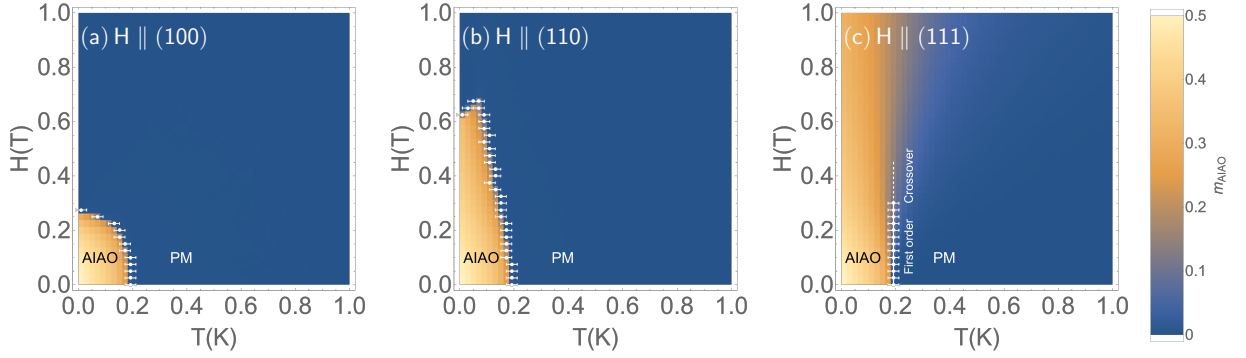 (a) H ∥ (100)
1.0
0.8
0.6
0.4
0.2
0.0
H(T)
AIAO
PM
0.0 0.2 0.4 0.6 0.8 1.0
T(K)
(b) H ∥ (110)
1.0
0.8
0.6
0.4
0.2
0.0
H(T)
AIAO
PM
0.0 0.2 0.4 0.6 0.8 1.0
T(K)
(c) H ∥ (111)
1.0
0.8
0.6
0.4
0.2
0.0
H(T)
Crossover
First order
AIAO
PM
0.0 0.2 0.4 0.6 0.8 1.0
T(K)
0.5
0.4
0.3
0.2
0.1
0
mAIAO